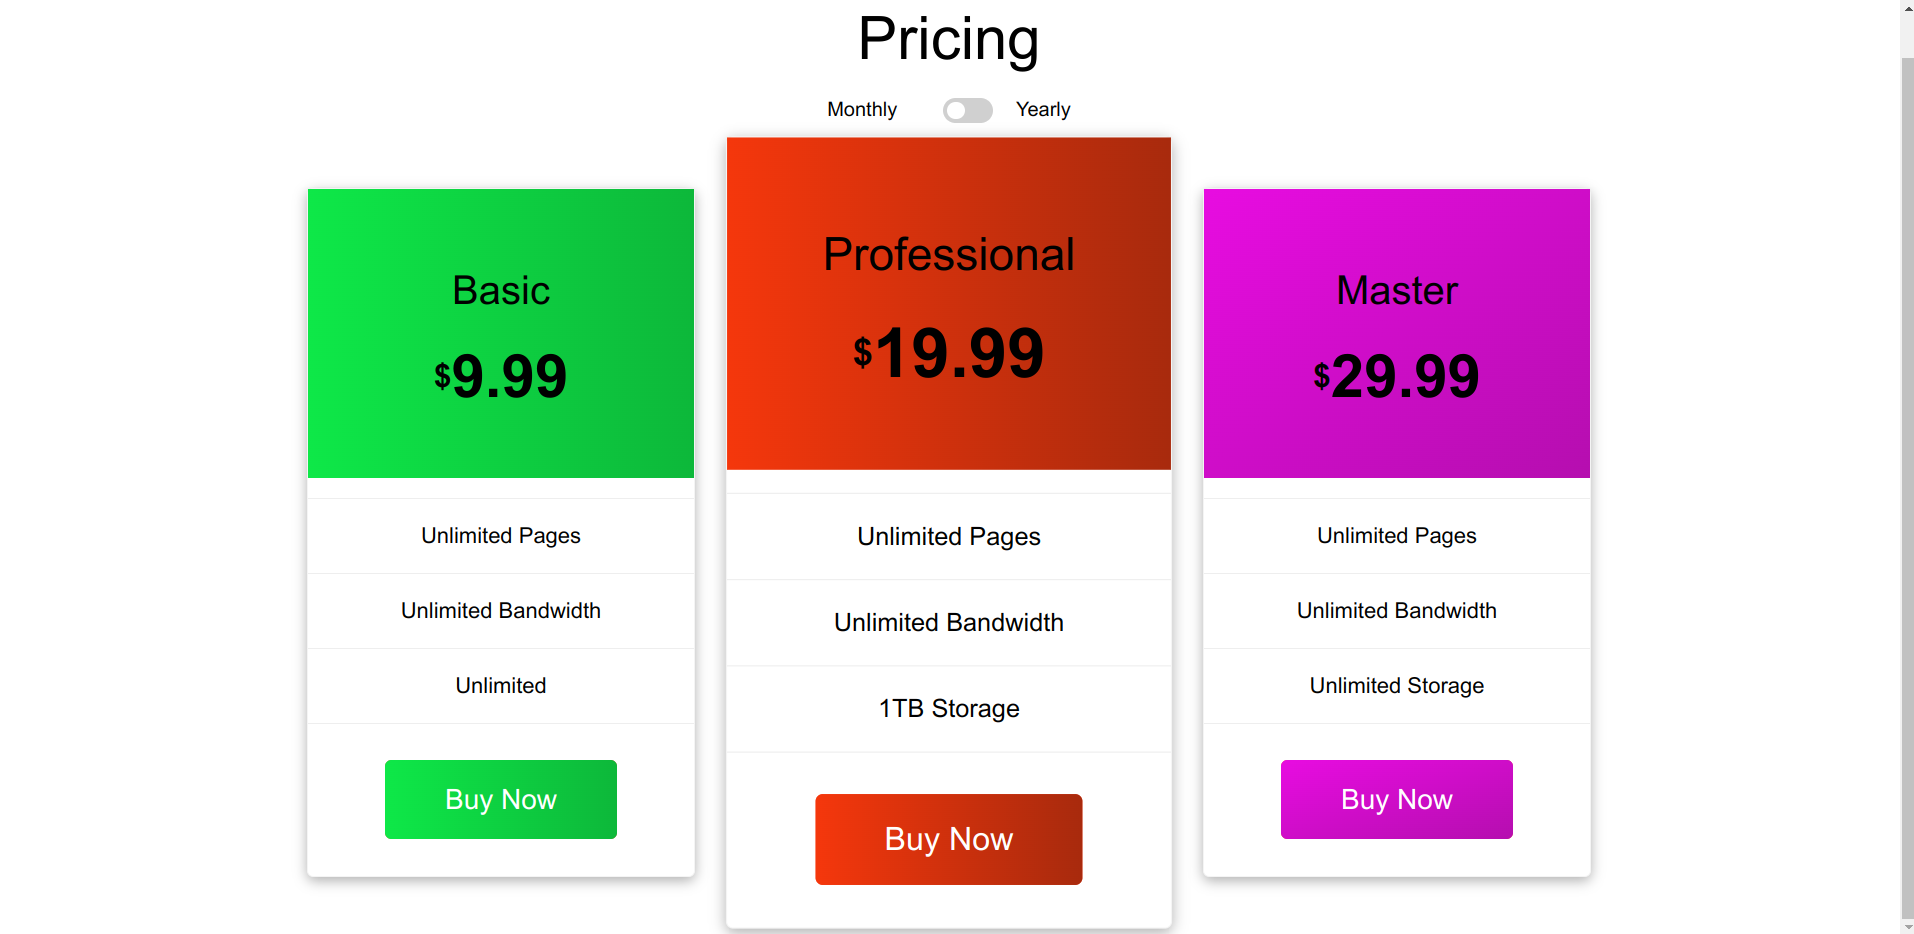 Pricing
Monthly Yearly
Basic
$9.99
Unlimited Pages
Unlimited Bandwidth
Unlimited
Buy Now
Professional
$19.99
Unlimited Pages
Unlimited Bandwidth
1TB Storage
Buy Now
Master
$29.99
Unlimited Pages
Unlimited Bandwidth
Unlimited Storage
Buy Now